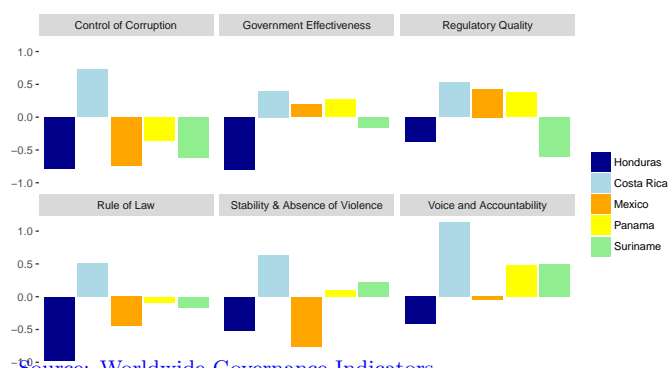 Control of Corruption Government Effectiveness Regulatory Quality
1.0
0.5
0.0
−0.5
−1.0
Rule of Law Stability & Absence of Violence Voice and Accountability
1.0
0.5
0.0
−0.5
−1.0
Honduras
Costa Rica
Mexico
Panama
Suriname
Source: Worldwide Governance Indicators